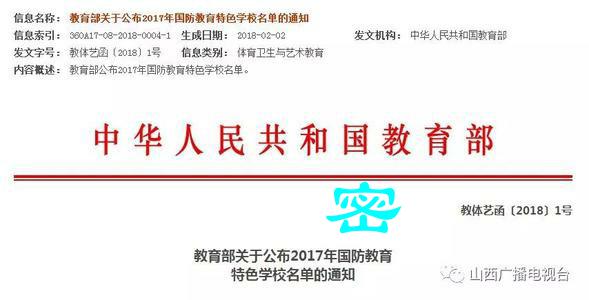 信息名称： 教育部关于公布2017年国防教育特色学校名单的通知
信息索引： 360A17-08-2018-0004-1 生成日期： 2018-02-02 发文机构： 中华人民共和国教育部
发文字号： 教体艺函〔2018〕1号 信息类别： 体育卫生与艺术教育
内容概述： 教育部公布2017年国防教育特色学校名单。
中华人民共和国教育部
密
教体艺函〔2018〕1号
教育部关于公布2017年国防教育
特色学校名单的通知
山西广播电视台